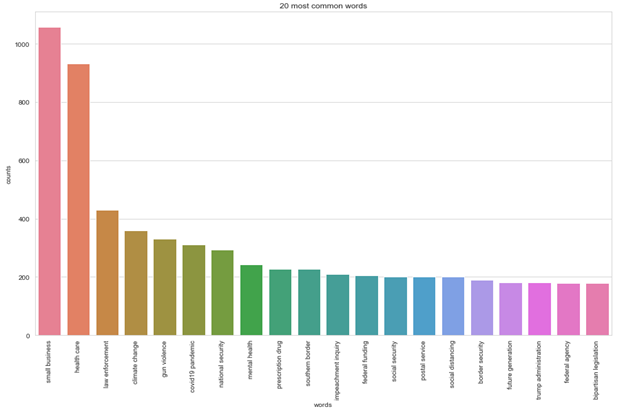 20 most common words
counts
1000
800
600
400
200
0
small business
health care
law enforcement
climate change
gun violence
covid19 pandemic
national security
mental health
prescription drug
southern border
impeachment inquiry
federal funding
social security
postal service
social distancing
border security
future generation
trump administration
federal agency
bipartisan legislation
words